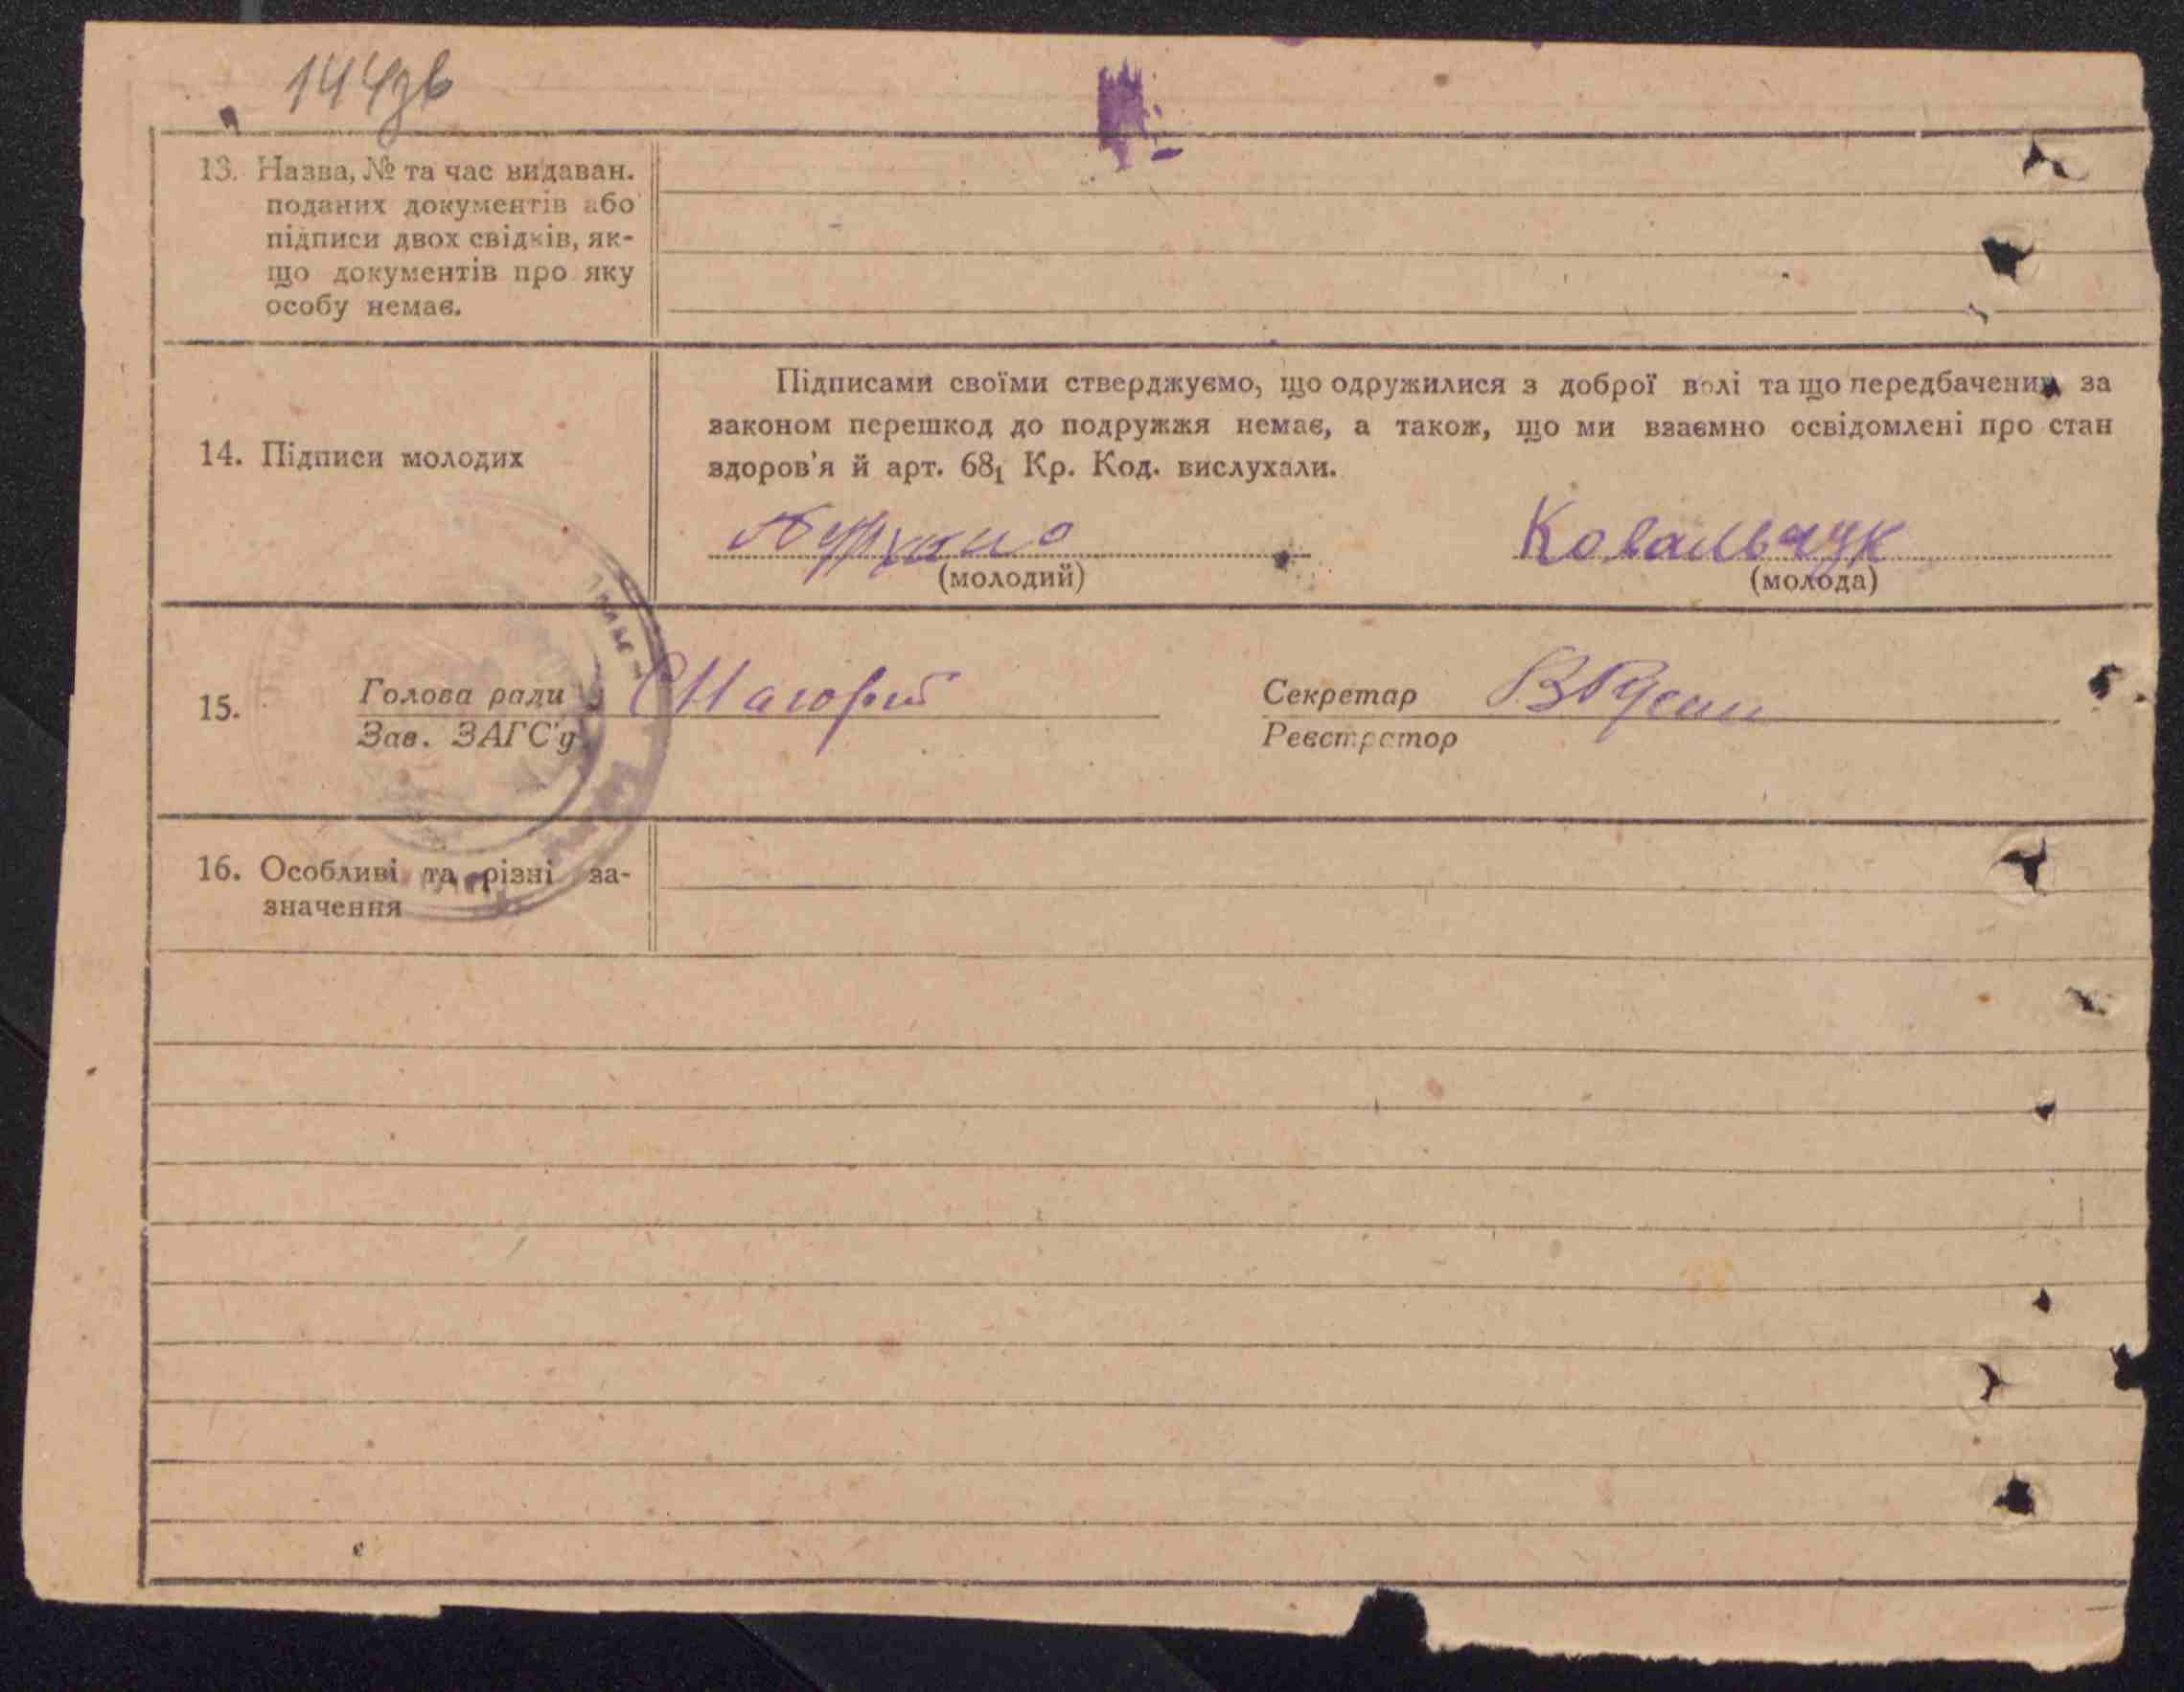 144зв
13. Назва, № та час видаван.
поданих документів або
підписи двох свідків, як-
що документів про яку
особу немає.
14. Підписи молодих
Підписами своїми стверджуємо, що одружилися з доброї волі та що передбачених за
законом перешкод до подружжя немає, а також, що ми взаємно освідомлені про стан
здоров'я й арт. 68₁ Кр. Код. вислухали.
Ковальчук
(молодий) (молода)
15. Голова ради Секретар
Зав. ЗАГС'у Реєстратор
16. Особливі та різні за-
значення